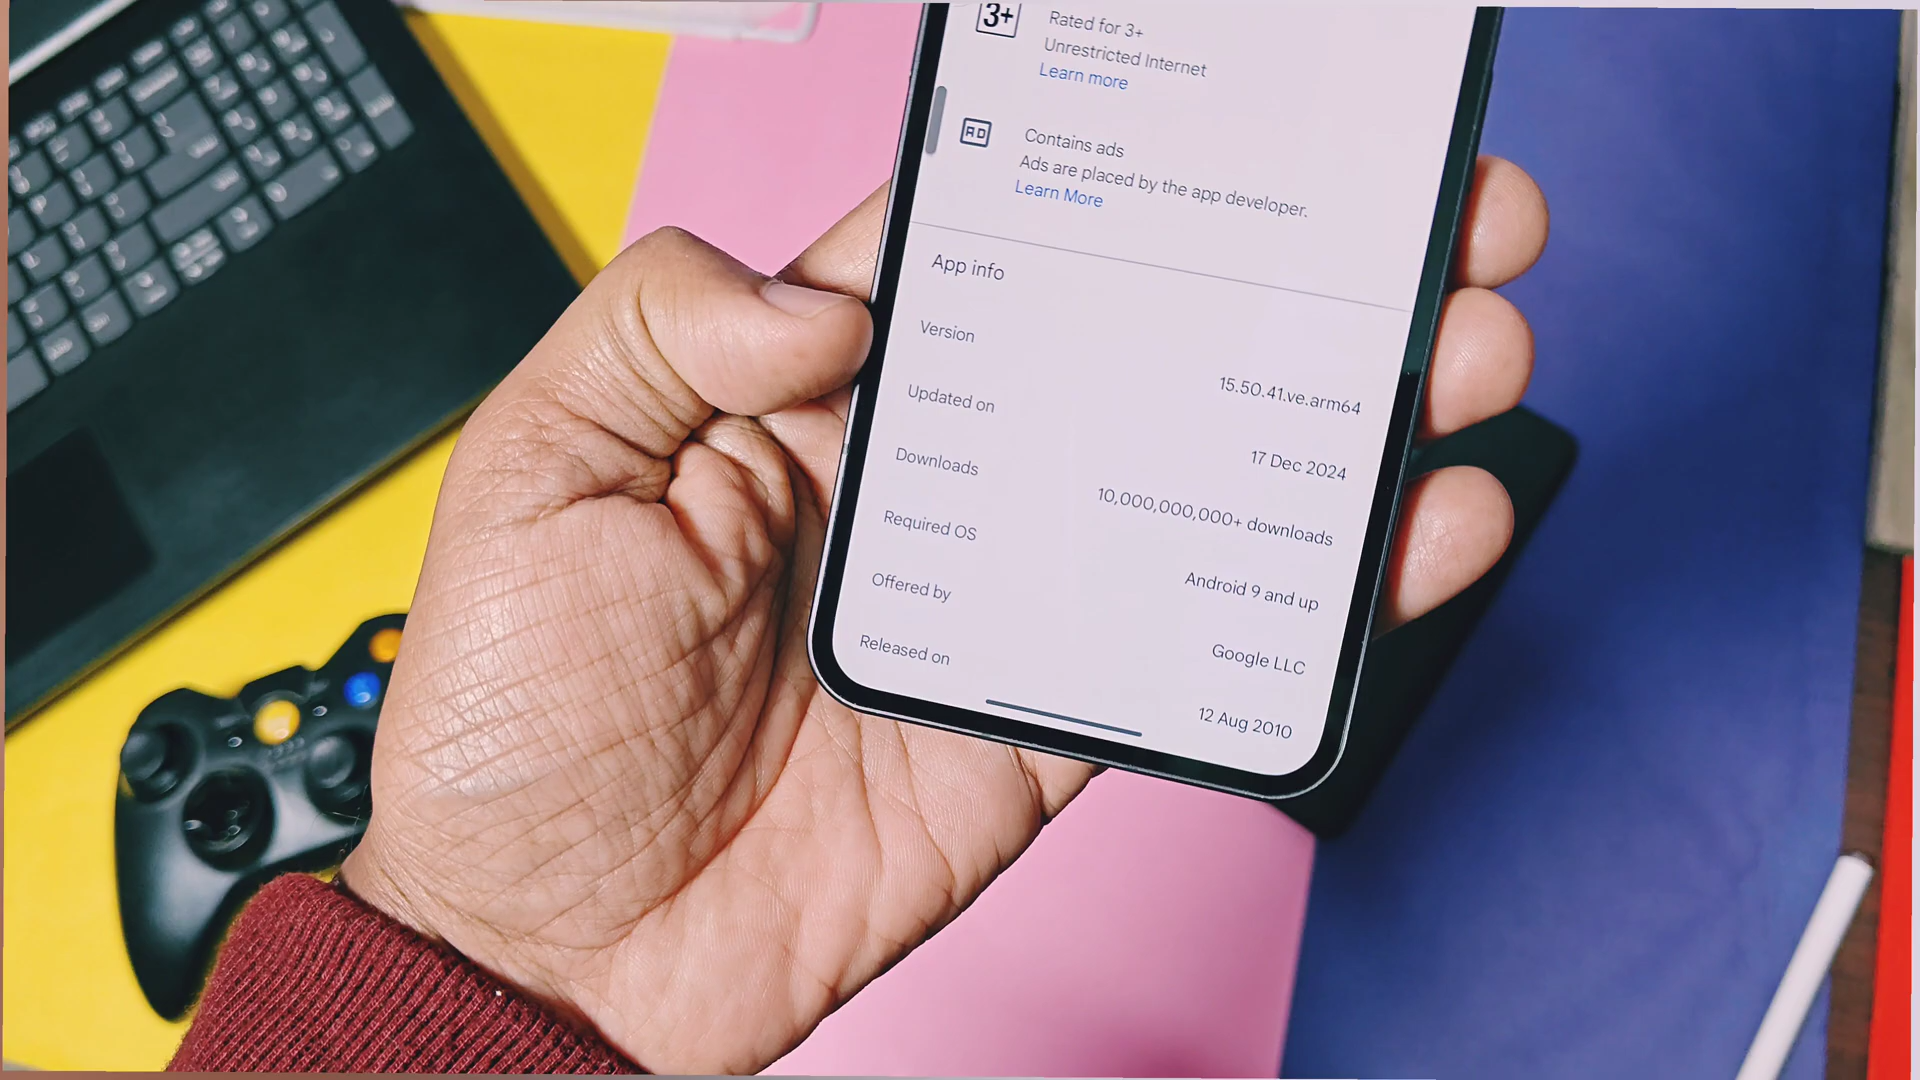 3+
Rated for 3+
Unrestricted Internet
Learn more
AD
Contains ads
Ads are placed by the app developer.
Learn More
App info
Version
15.50.41.ve.arm64
Updated on
17 Dec 2024
Downloads
10,000,000,000+ downloads
Required OS
Android 9 and up
Offered by
Google LLC
Released on
12 Aug 2010